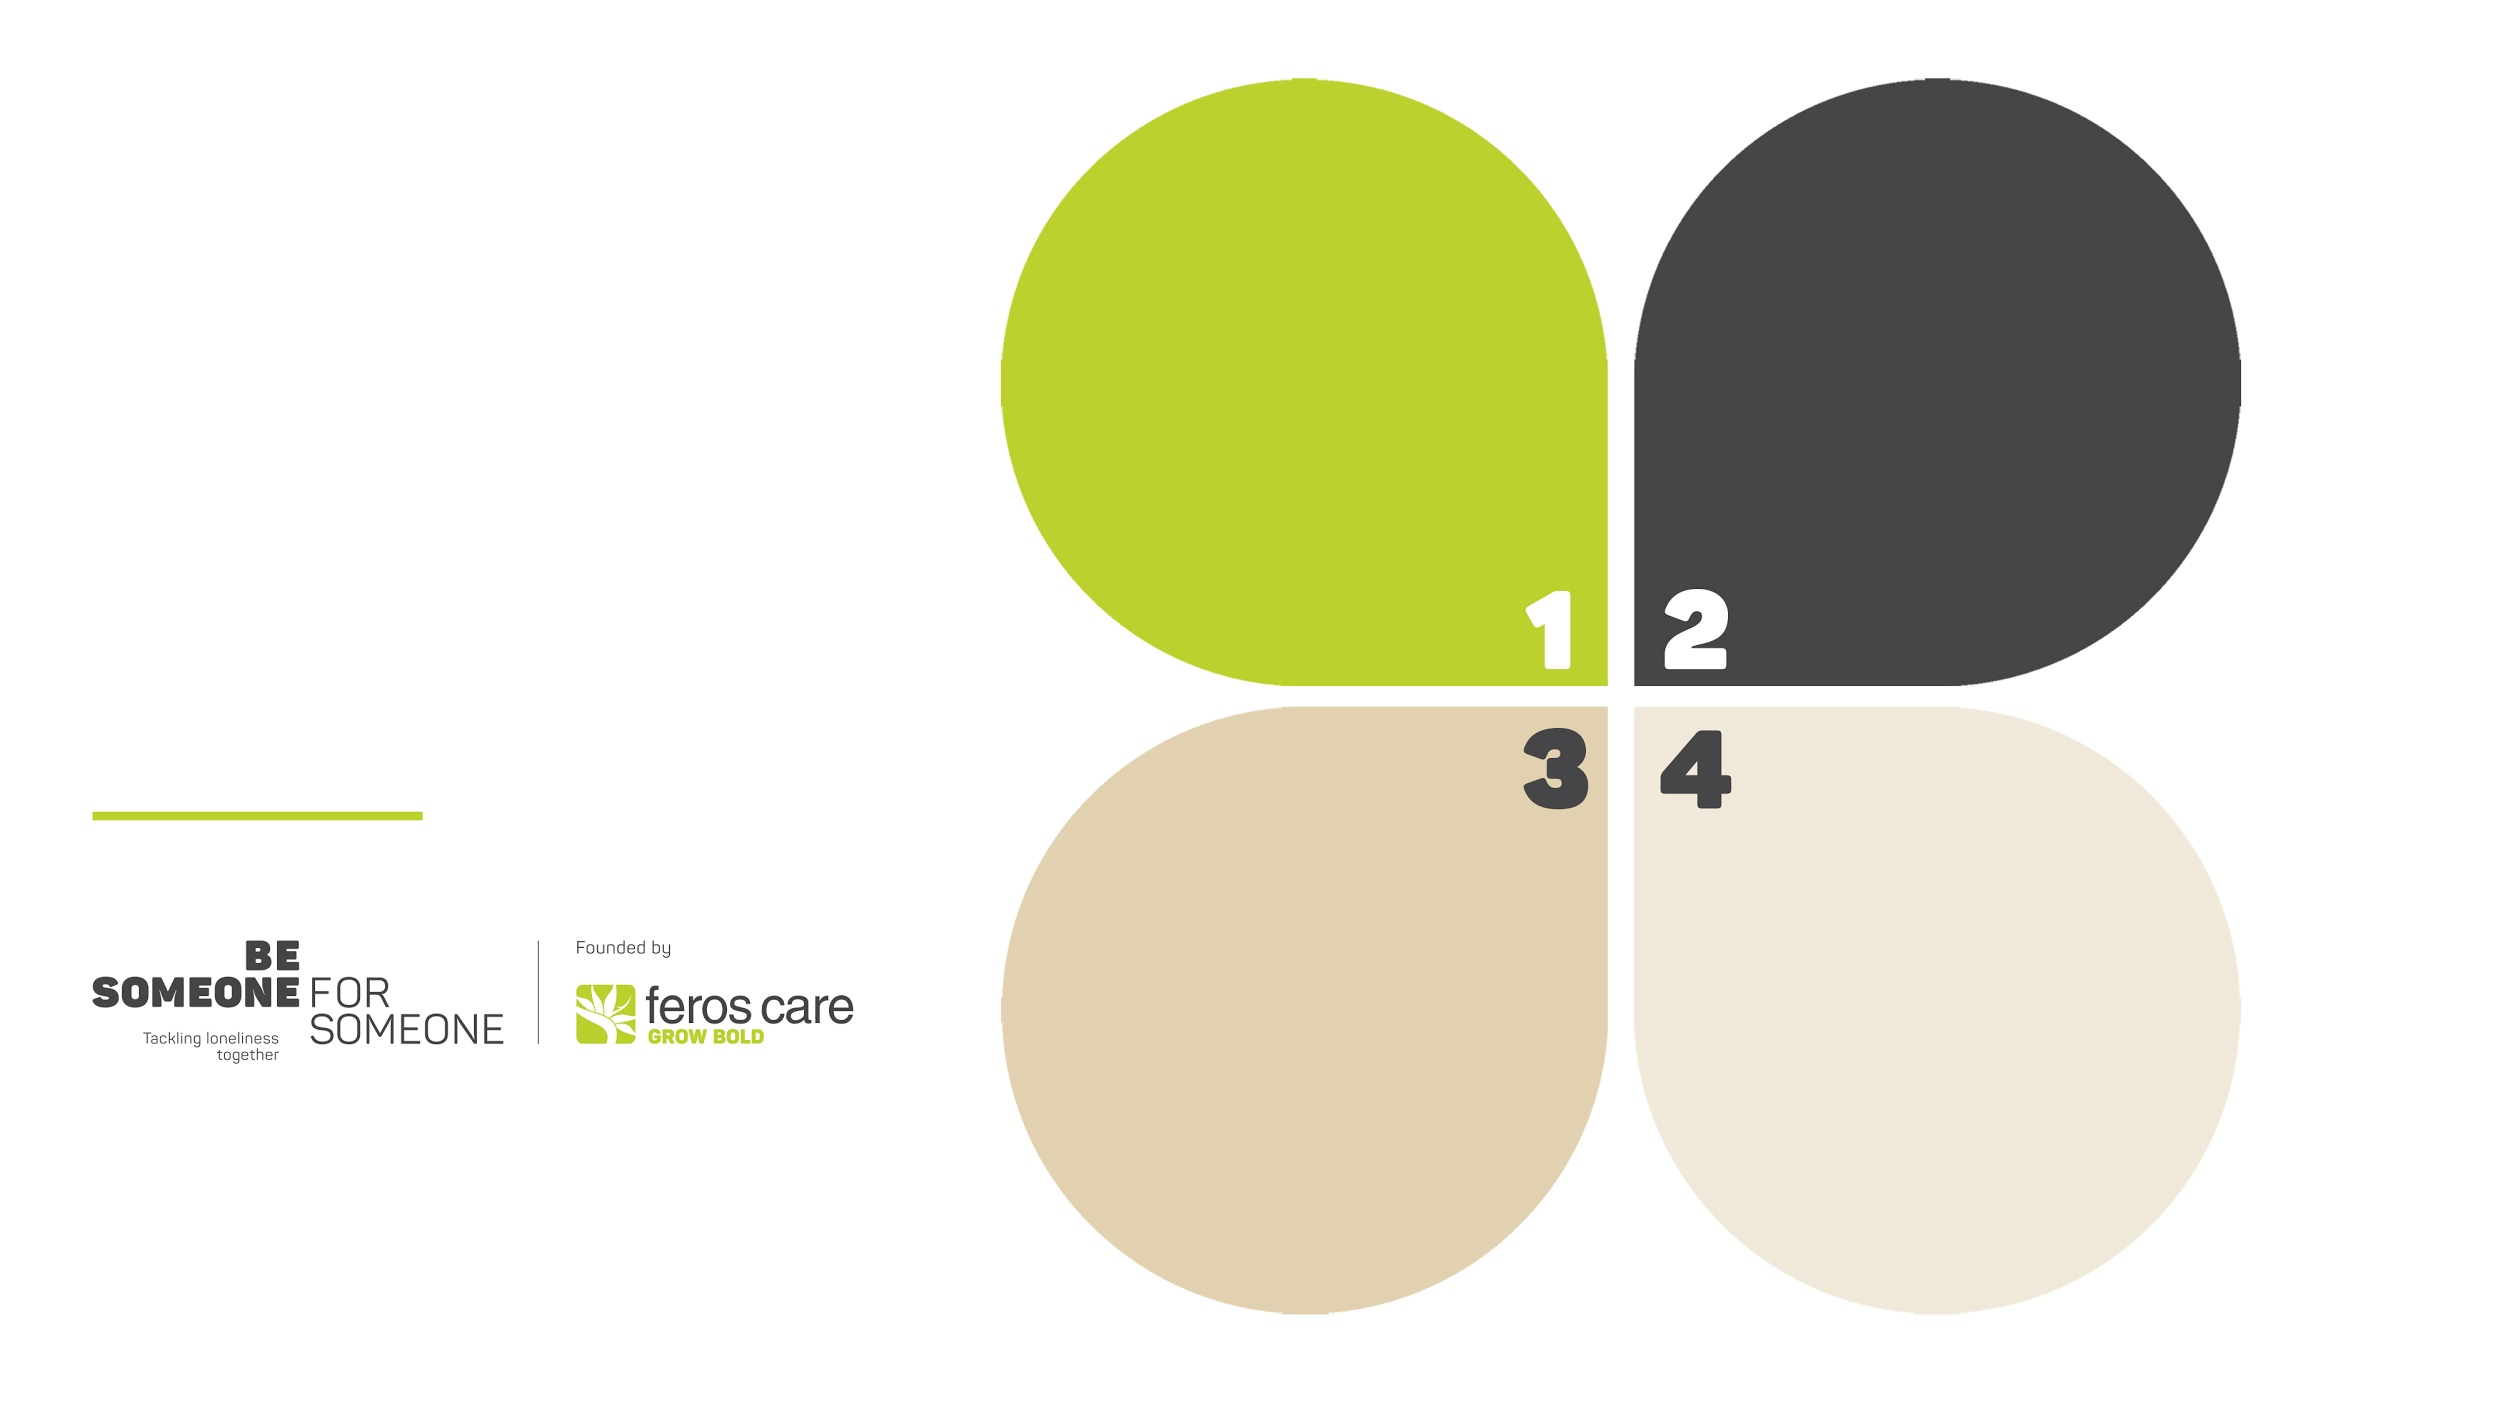 1 2
3 4
BE
SOMEONE FOR
SOMEONE
Tackling loneliness
together
Founded by
feros care
GROW BOLD